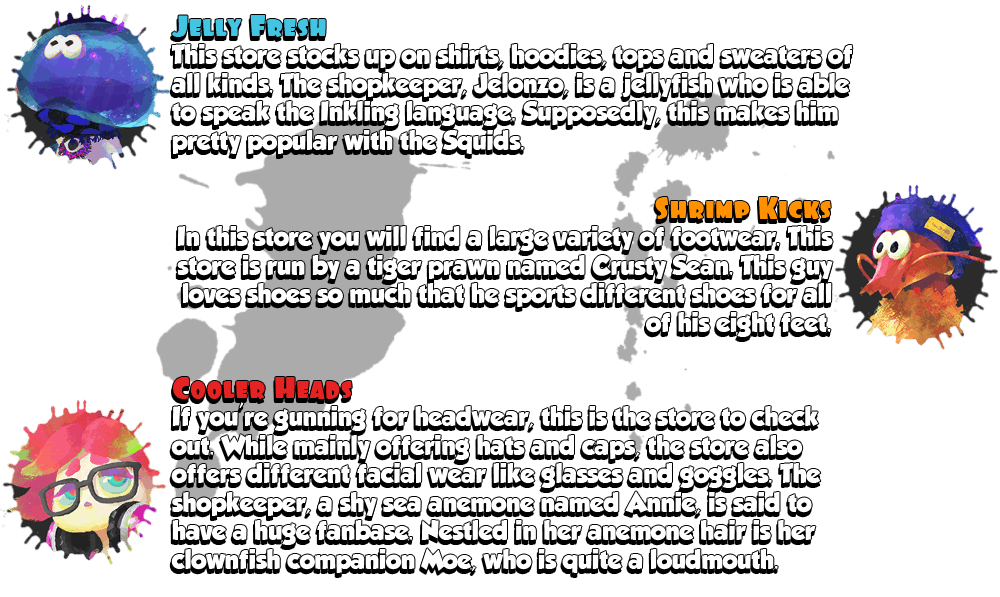 Jelly Fresh
This store stocks up on shirts, hoodies, tops and sweaters of
all kinds. The shopkeeper, Jelonzo, is a jellyfish who is able
to speak the Inkling language. Supposedly, this makes him
pretty popular with the Squids.
Shrimp Kicks
In this store you will find a large variety of footwear. This
store is run by a tiger prawn named Crusty Sean. This guy
loves shoes so much that he sports different shoes for all
of his eight feet.
Cooler Heads
If you're gunning for headwear, this is the store to check
out. While mainly offering hats and caps, the store also
offers different facial wear like glasses and goggles. The
shopkeeper, a shy sea anemone named Annie, is said to
have a huge fanbase. Nestled in her anemone hair is her
clownfish companion Moe, who is quite a loudmouth.